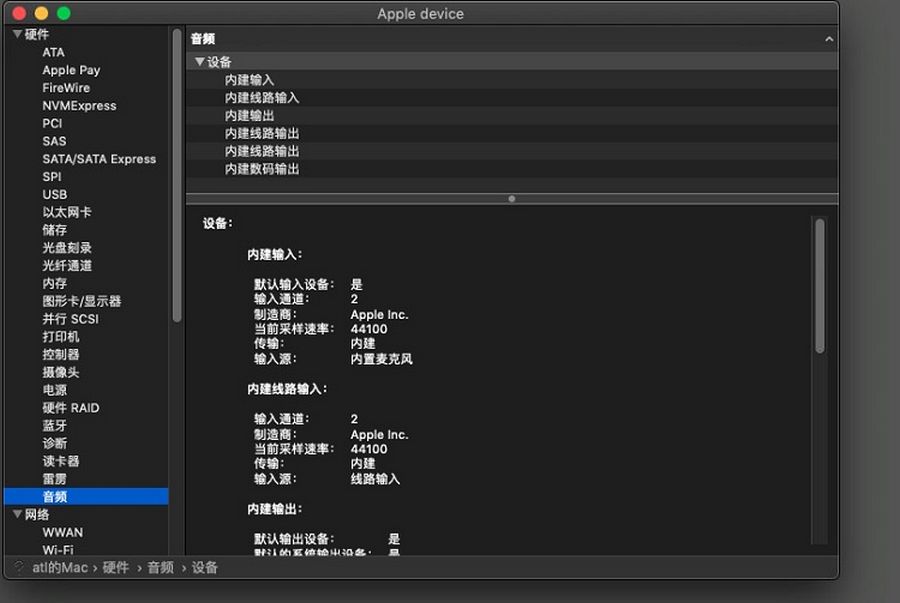 Apple device
硬件
ATA
Apple Pay
FireWire
NVMExpress
PCI
SAS
SATA/SATA Express
SPI
USB
以太网卡
储存
光盘刻录
光纤通道
内存
图形卡/显示器
并行 SCSI
打印机
控制器
摄像头
电源
硬件 RAID
蓝牙
诊断
读卡器
雷雳
音频
网络
WWAN
Wi-Fi
音频
设备
内建输入
内建线路输入
内建输出
内建线路输出
内建线路输出
内建数码输出
设备：
内建输入：
默认输入设备： 是
输入通道： 2
制造商： Apple Inc.
当前采样速率： 44100
传输： 内建
输入源： 内置麦克风
内建线路输入：
输入通道： 2
制造商： Apple Inc.
当前采样速率： 44100
传输： 内建
输入源： 线路输入
内建输出：
默认输出设备： 是
默认的系统输出设备： 是
atl的Mac › 硬件 › 音频 › 设备